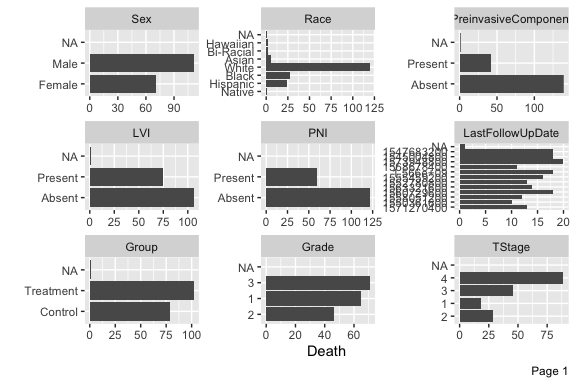 Sex Race PreinvasiveComponen
NA
Male
Female
0 30 60 90
NA
Hawaiian
Bi-Racial
Asian
White
Black
Hispanic
Native
0 25 50 75 100 125
NA
Present
Absent
0 50 100
LVI PNI LastFollowUpDate
NA
Present
Absent
0 25 50 75 100
NA
Present
Absent
0 25 50 75 100 125
NA
1547683200
1571270400
0 5 10 15 20
Group Grade TStage
NA
Treatment
Control
0 25 50 75 100
NA
3
1
2
0 20 40 60
NA
4
3
1
2
0 25 50 75
Death
Page 1